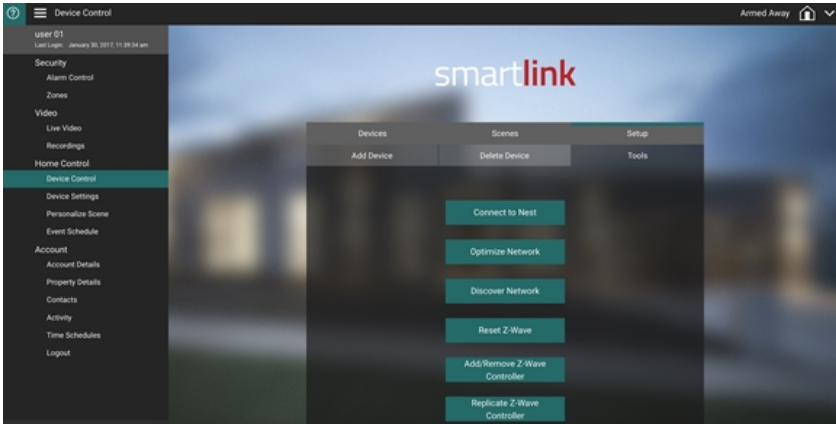 Device Control
Armed Away
user 01
Last Login: January 30, 2017, 11:39:34 am
Security
Alarm Control
Zones
Video
Live Video
Recordings
Home Control
Device Control
Device Settings
Personalize Scene
Event Schedule
Account
Account Details
Property Details
Contacts
Activity
Time Schedules
Logout
smartlink
Devices Scenes Setup
Add Device Delete Device Tools
Connect to Nest
Optimize Network
Discover Network
Reset Z-Wave
Add/Remove Z-Wave
Controller
Replicate Z-Wave
Controller